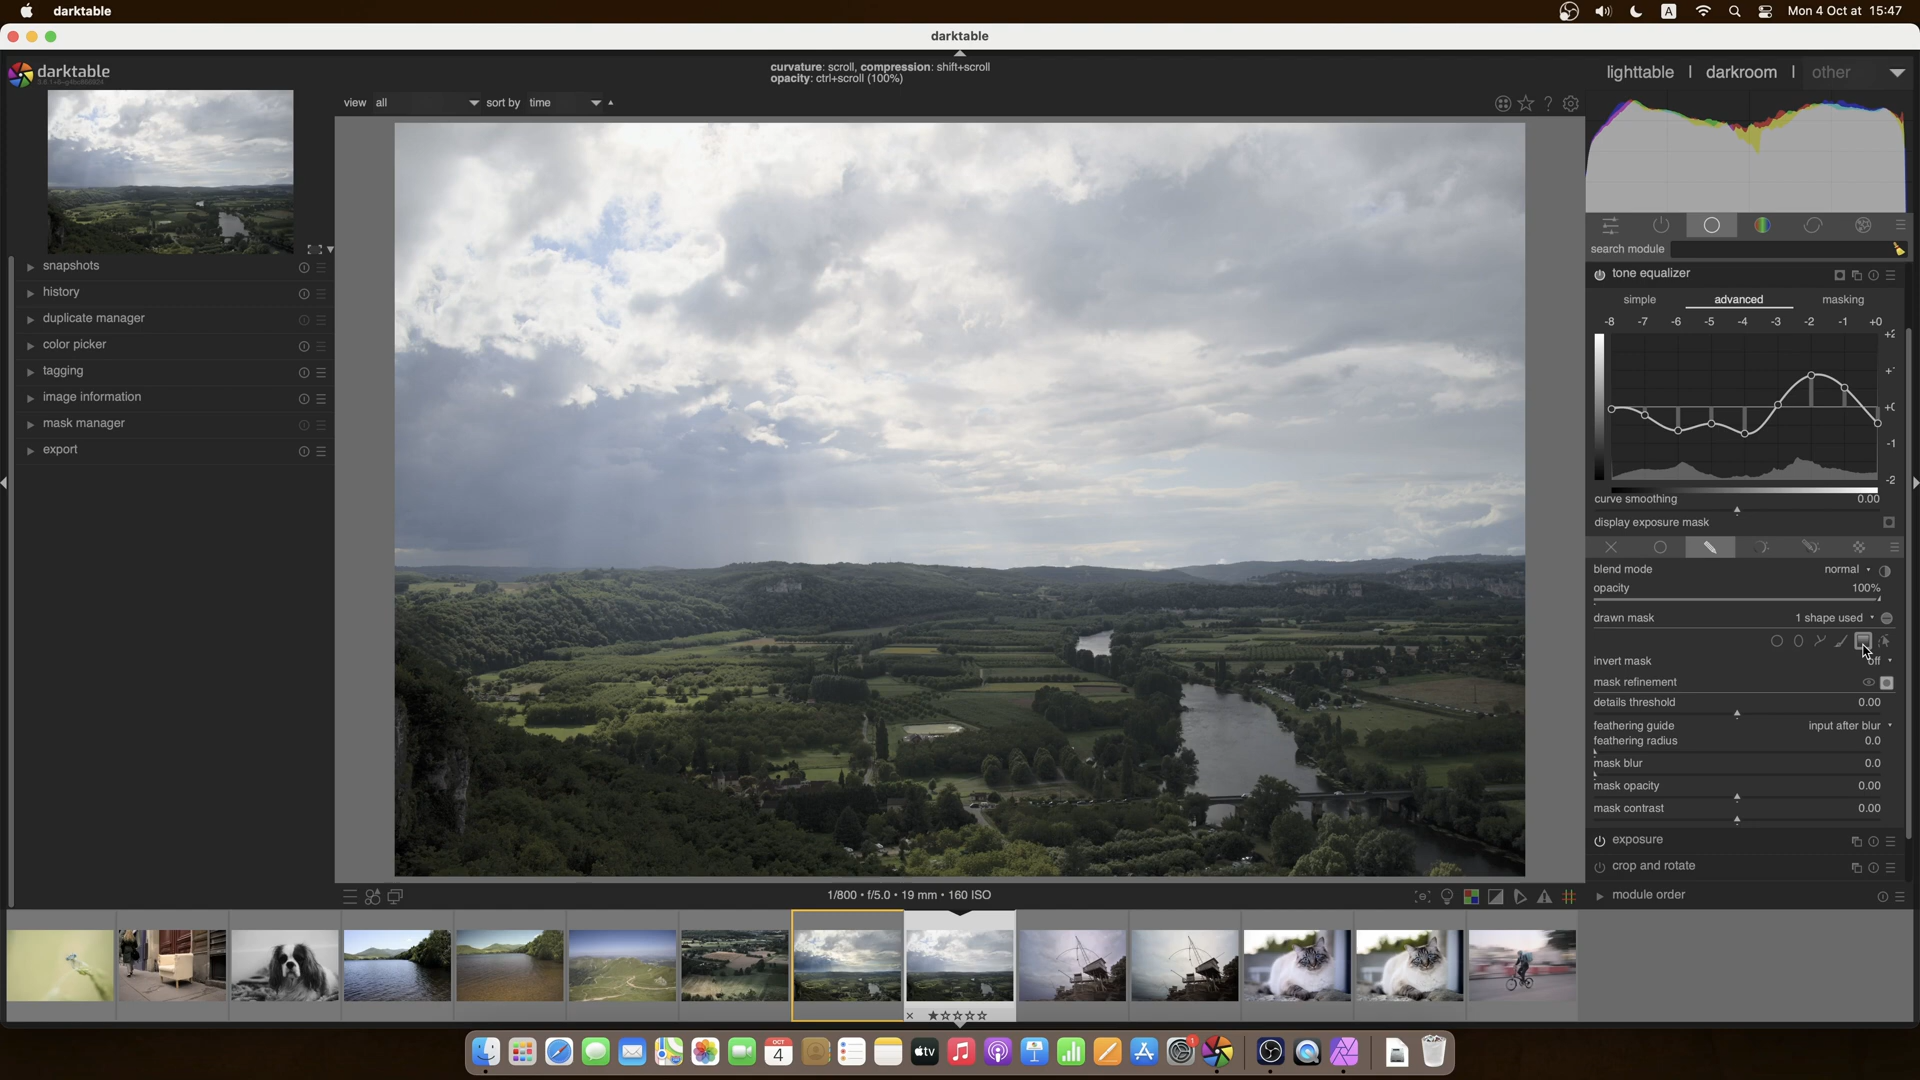 darktable
A
Mon 4 Oct at 15:47
darktable
darktable
curvature: scroll, compression: shift+scroll
opacity: ctrl+scroll (100%)
lighttable | darkroom | other
view all sort by time
?
snapshots
history
duplicate manager
color picker
tagging
image information
mask manager
export
search module
tone equalizer
simple advanced masking
-8 -7 -6 -5 -4 -3 -2 -1 +0
-1
-2
curve smoothing 0.00
display exposure mask
blend mode normal
opacity 100%
drawn mask 1 shape used
invert mask off
mask refinement
details threshold 0.00
feathering guide input after blur
feathering radius 0.0
mask blur 0.0
mask opacity 0.00
mask contrast 0.00
exposure
crop and rotate
module order
1/800 • f/5.0 • 19 mm • 160 ISO
OCT
4
tv
1